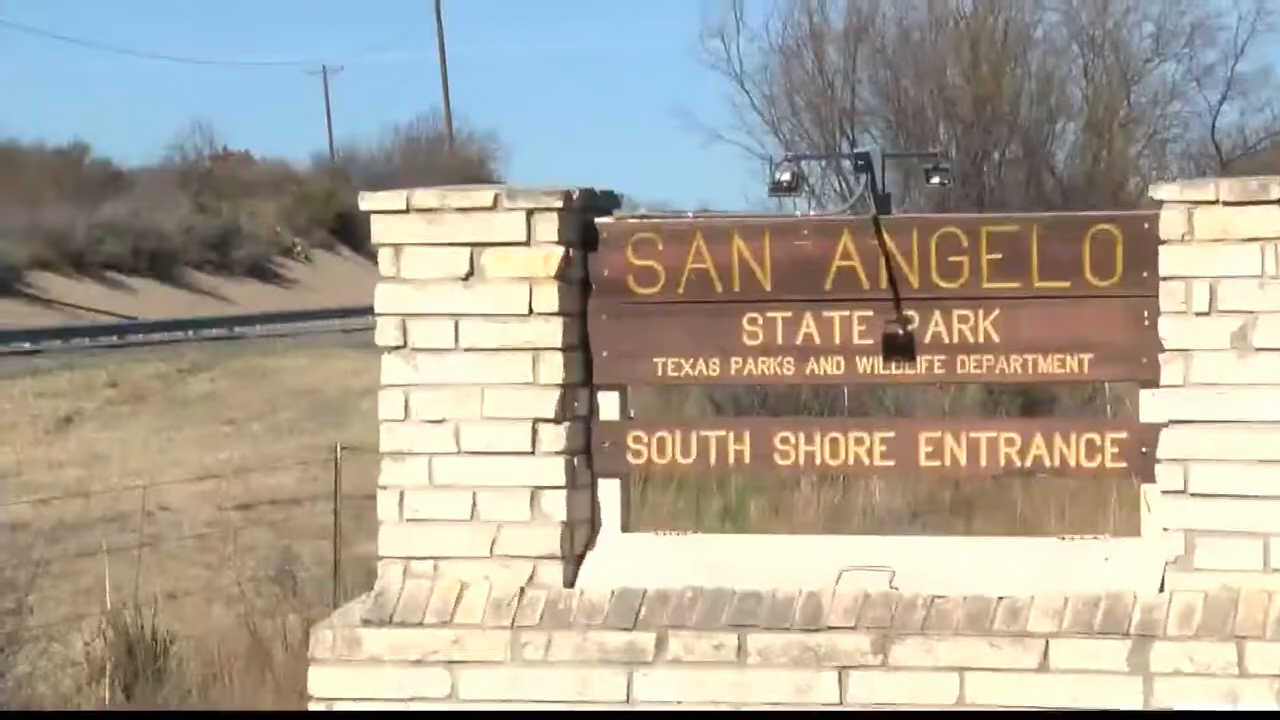 SAN ANGELO
STATE PARK
TEXAS PARKS AND WILDLIFE DEPARTMENT
SOUTH SHORE ENTRANCE